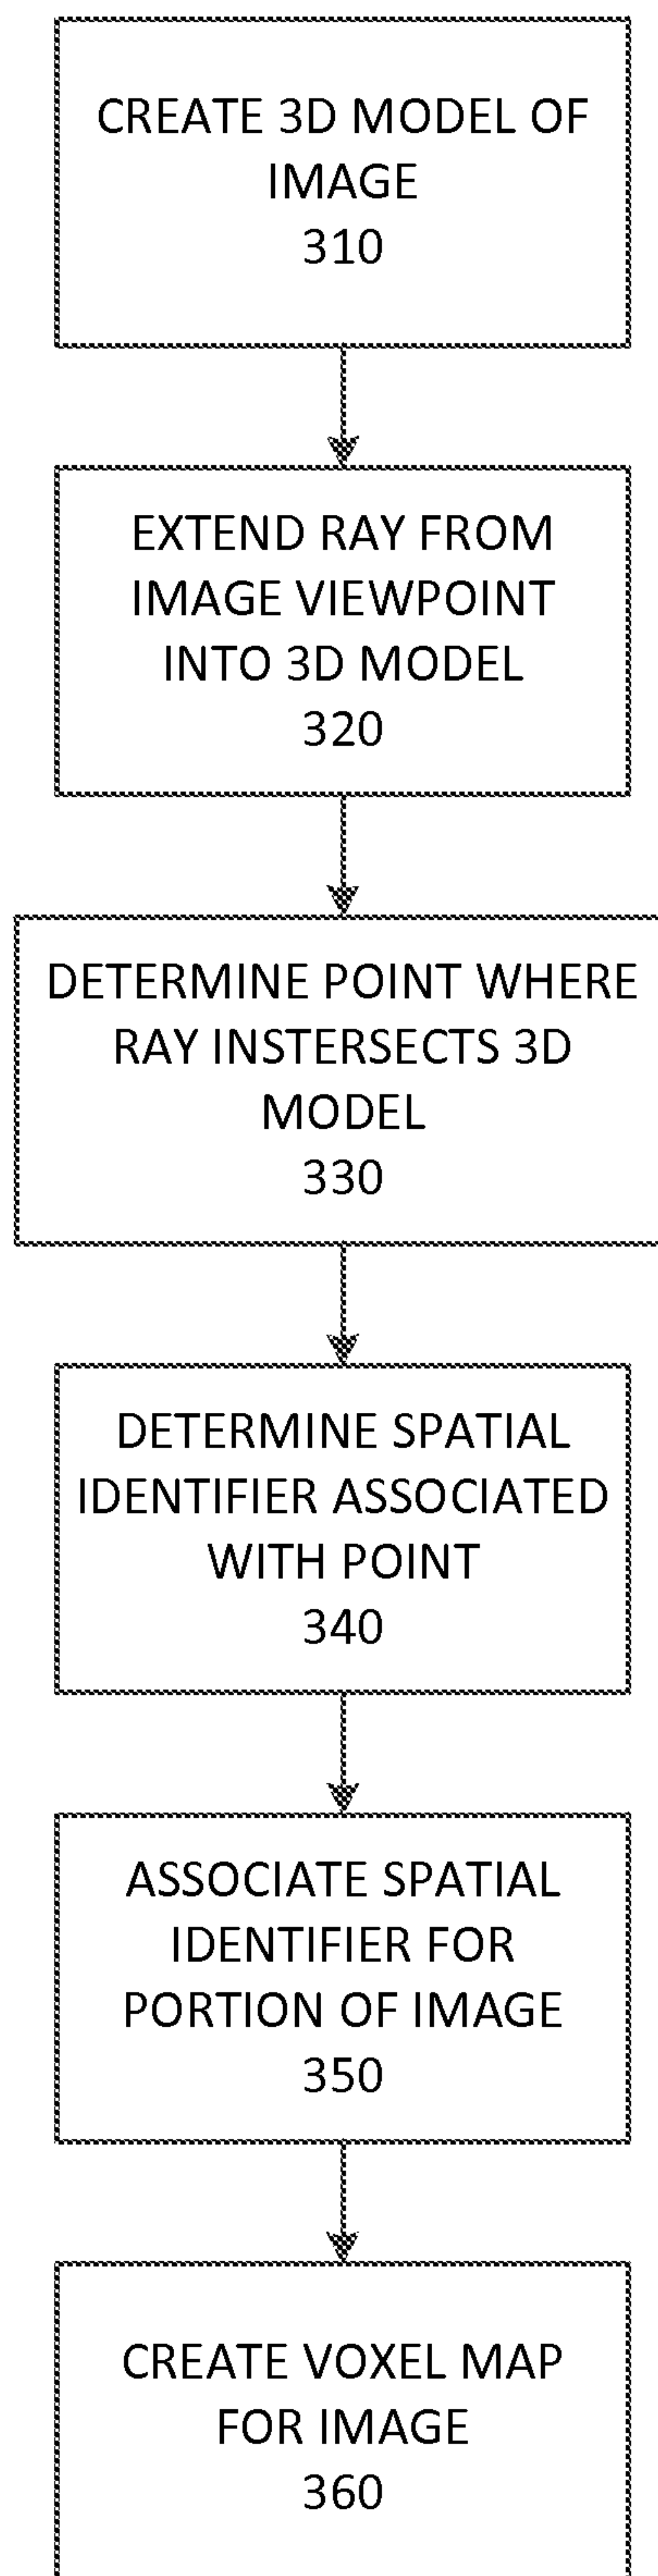 CREATE 3D MODEL OF
IMAGE
310
EXTEND RAY FROM
IMAGE VIEWPOINT
INTO 3D MODEL
320
DETERMINE POINT WHERE
RAY INSTERSECTS 3D
MODEL
330
DETERMINE SPATIAL
IDENTIFIER ASSOCIATED
WITH POINT
340
ASSOCIATE SPATIAL
IDENTIFIER FOR
PORTION OF IMAGE
350
CREATE VOXEL MAP
FOR IMAGE
360